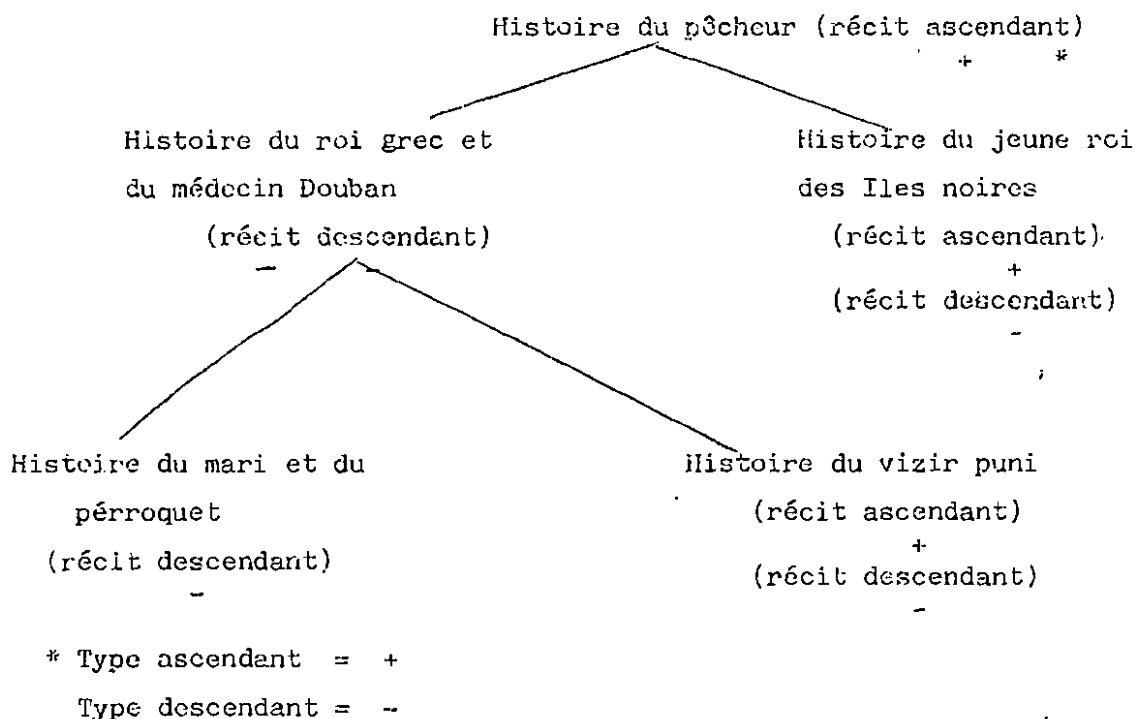 Histoire du pêcheur (récit ascendant)
+ *
Histoire du roi grec et
du médecin Douban
(récit descendant)
- -
Histoire du jeune roi
des Iles noires
(récit ascendant)
+
(récit descendant)
-
Histoire du mari et du
pérroquet
(récit descendant)
-
Histoire du vizir puni
(récit ascendant)
+
(récit descendant)
-
* Type ascendant = +
Type descendant = -